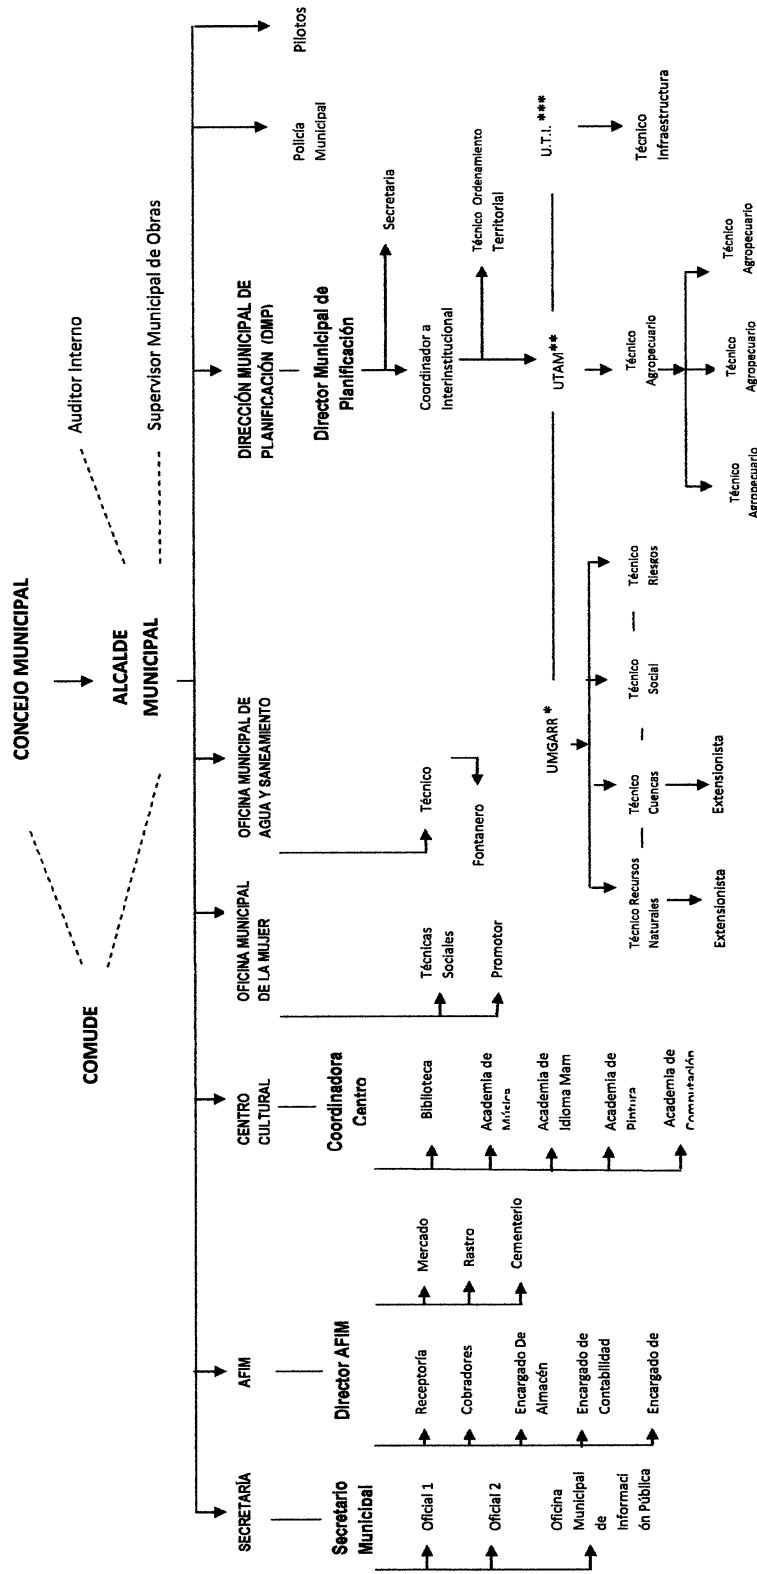 CONCEJO MUNICIPAL
COMUDE
ALCALDE
MUNICIPAL
Auditor Interno
Supervisor Municipal de Obras
SECRETARÍA
Secretario
Municipal
Oficial 1
Oficial 2
Oficina
Municipal
de
Informaci
ón Pública
AFIM
Director AFIM
Receptoría
Cobradores
Encargado De
Almacén
Encargado de
Contabilidad
Encargado de
Mercado
Rastro
Cementerio
CENTRO
CULTURAL
Coordinadora
Centro
Biblioteca
Academia de
Música
Academia de
Idioma Mam
Academia de
Pintura
Academia de
Computación
OFICINA MUNICIPAL
DE LA MUJER
Técnicas
Sociales
Promotor
OFICINA MUNICIPAL DE
AGUA Y SANEAMIENTO
Técnico
Fontanero
DIRECCIÓN MUNICIPAL DE
PLANIFICACIÓN (DMP)
Director Municipal de
Planificación
Secretaria
Coordinador a
Interinstitucional
Técnico Ordenamiento
Territorial
UMGARR *
UTAM**
U.T.I. ***
Técnico Recursos
Naturales
Extensionista
Técnico
Cuencas
Extensionista
Técnico
Social
Técnico
Riesgos
Técnico
Agropecuario
Técnico
Agropecuario
Técnico
Agropecuario
Técnico
Agropecuario
Técnico
Infraestructura
Policía
Municipal
Pilotos